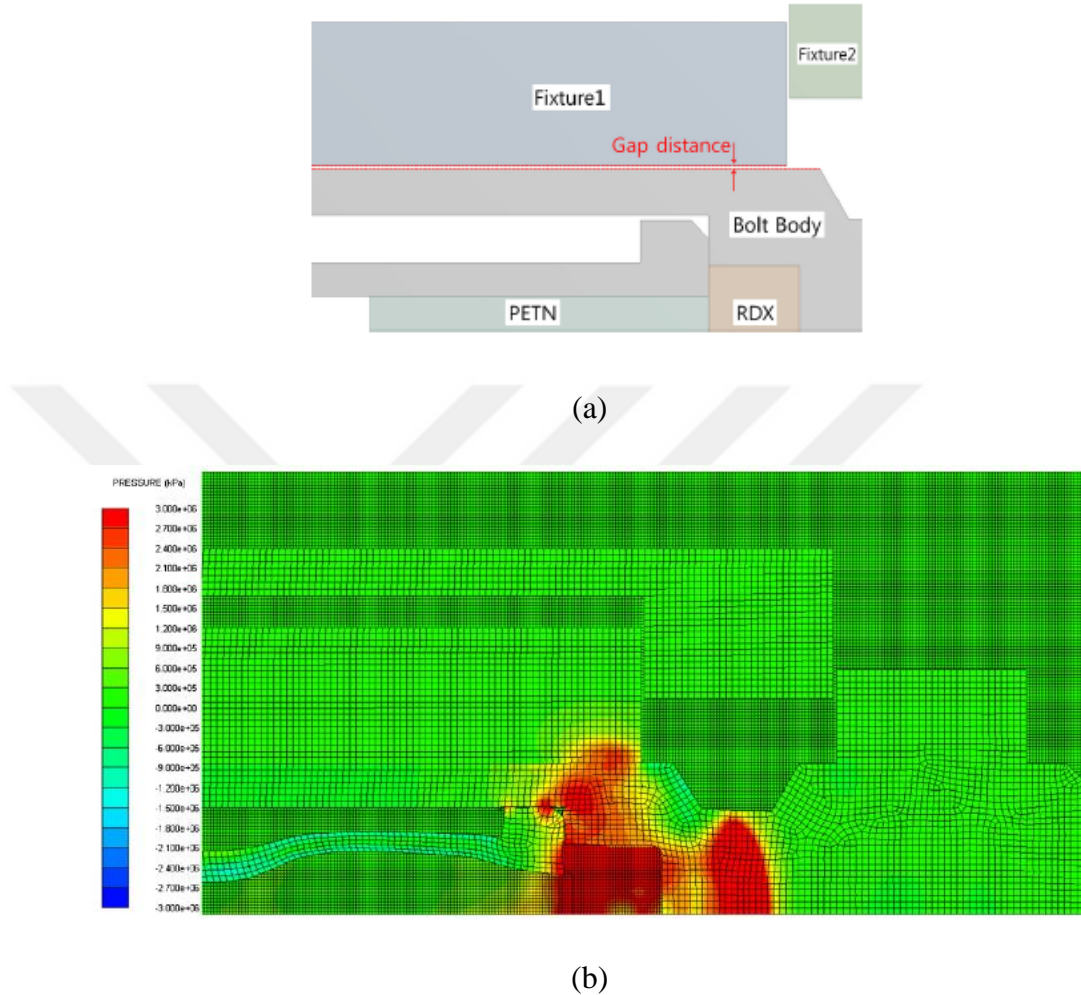 Fixture2
Fixture1
Gap distance
Bolt Body
PETN
RDX
(a)
PRESSURE (kPa)
3.000e+06
2.700e+06
2.400e+06
2.100e+06
1.800e+06
1.500e+06
1.200e+06
9.000e+05
6.000e+05
3.000e+05
0.000e+00
-3.000e+05
-6.000e+05
-9.000e+05
-1.200e+06
-1.500e+06
-1.800e+06
-2.100e+06
-2.400e+06
-2.700e+06
-3.000e+06
(b)